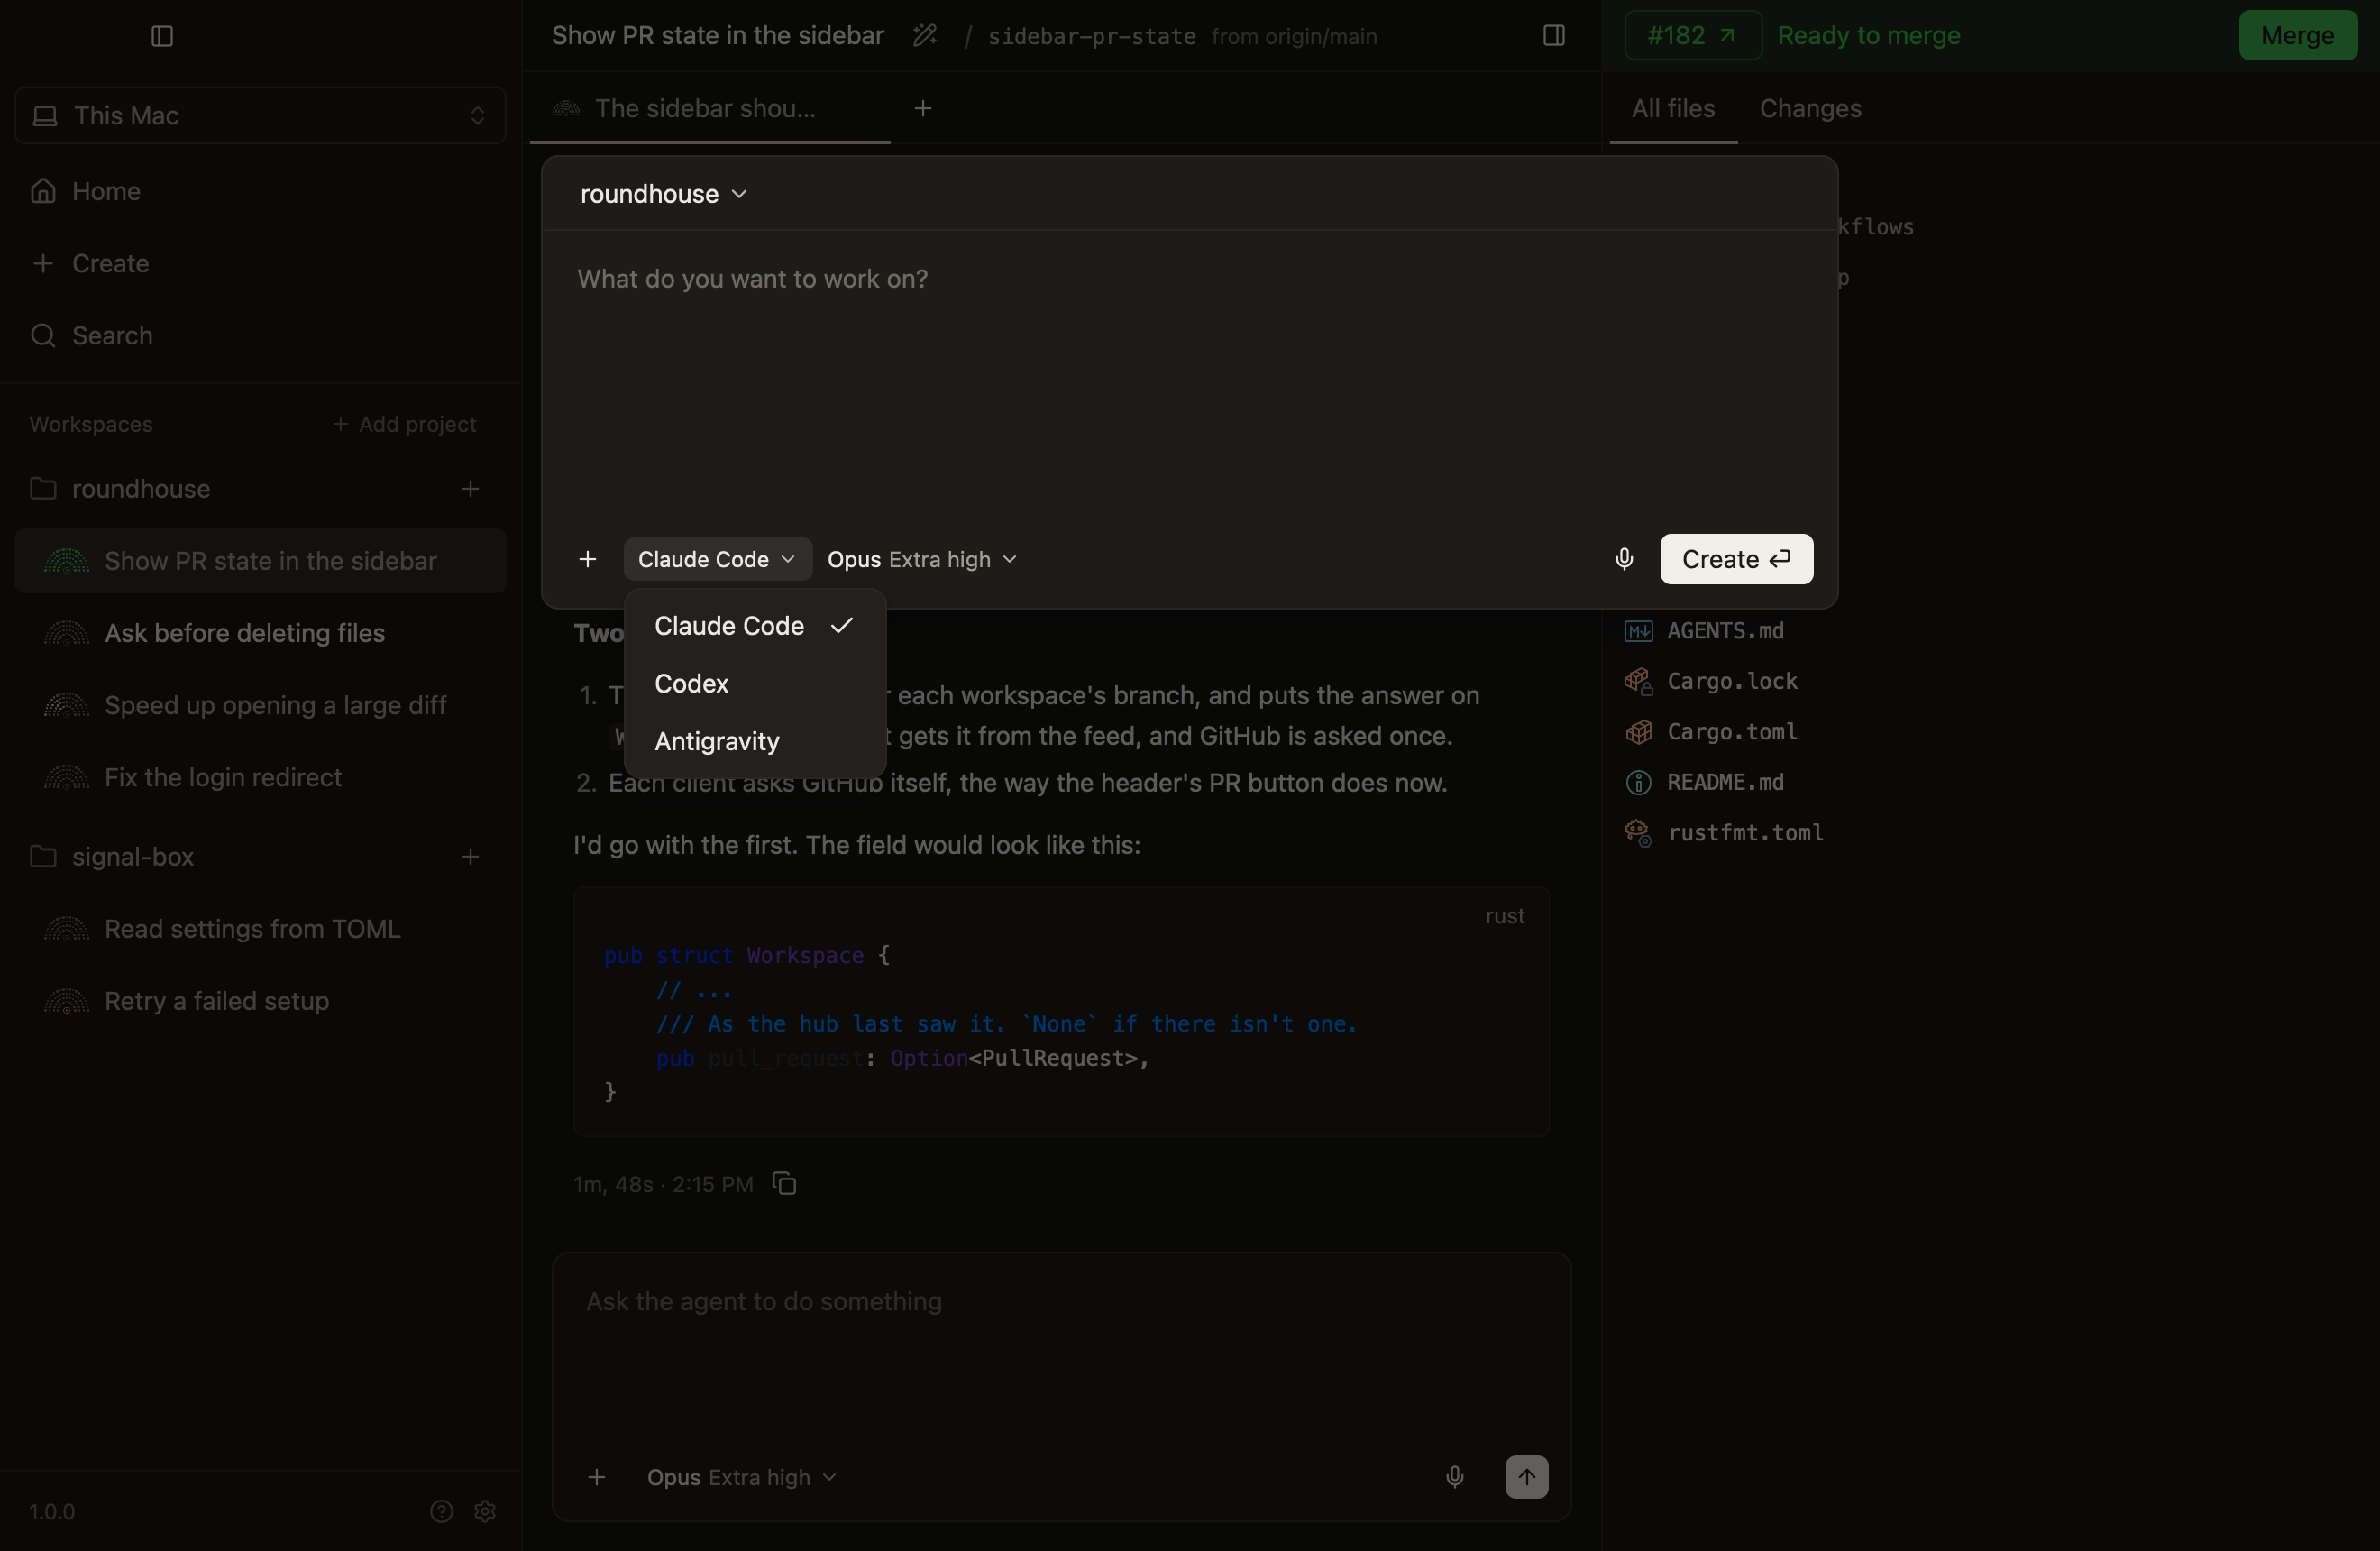 Show PR state in the sidebar / sidebar-pr-state from origin/main
#182 Ready to merge
Merge
This Mac
The sidebar shou...
All files
Changes
Home
Create
Search
Workspaces
Add project
roundhouse
Show PR state in the sidebar
Ask before deleting files
Speed up opening a large diff
Fix the login redirect
signal-box
Read settings from TOML
Retry a failed setup
1.0.0
roundhouse
What do you want to work on?
Claude Code
Opus Extra high
Create
Claude Code
Codex
Antigravity
Two
1. T
each workspace's branch, and puts the answer on
gets it from the feed, and GitHub is asked once.
2. Each client asks GitHub itself, the way the header's PR button does now.
I'd go with the first. The field would look like this:
rust
pub struct Workspace {
// ...
/// As the hub last saw it. `None` if there isn't one.
pub pull_request: Option<PullRequest>,
}
1m, 48s · 2:15 PM
Ask the agent to do something
Opus Extra high
kflows
p
AGENTS.md
Cargo.lock
Cargo.toml
README.md
rustfmt.toml